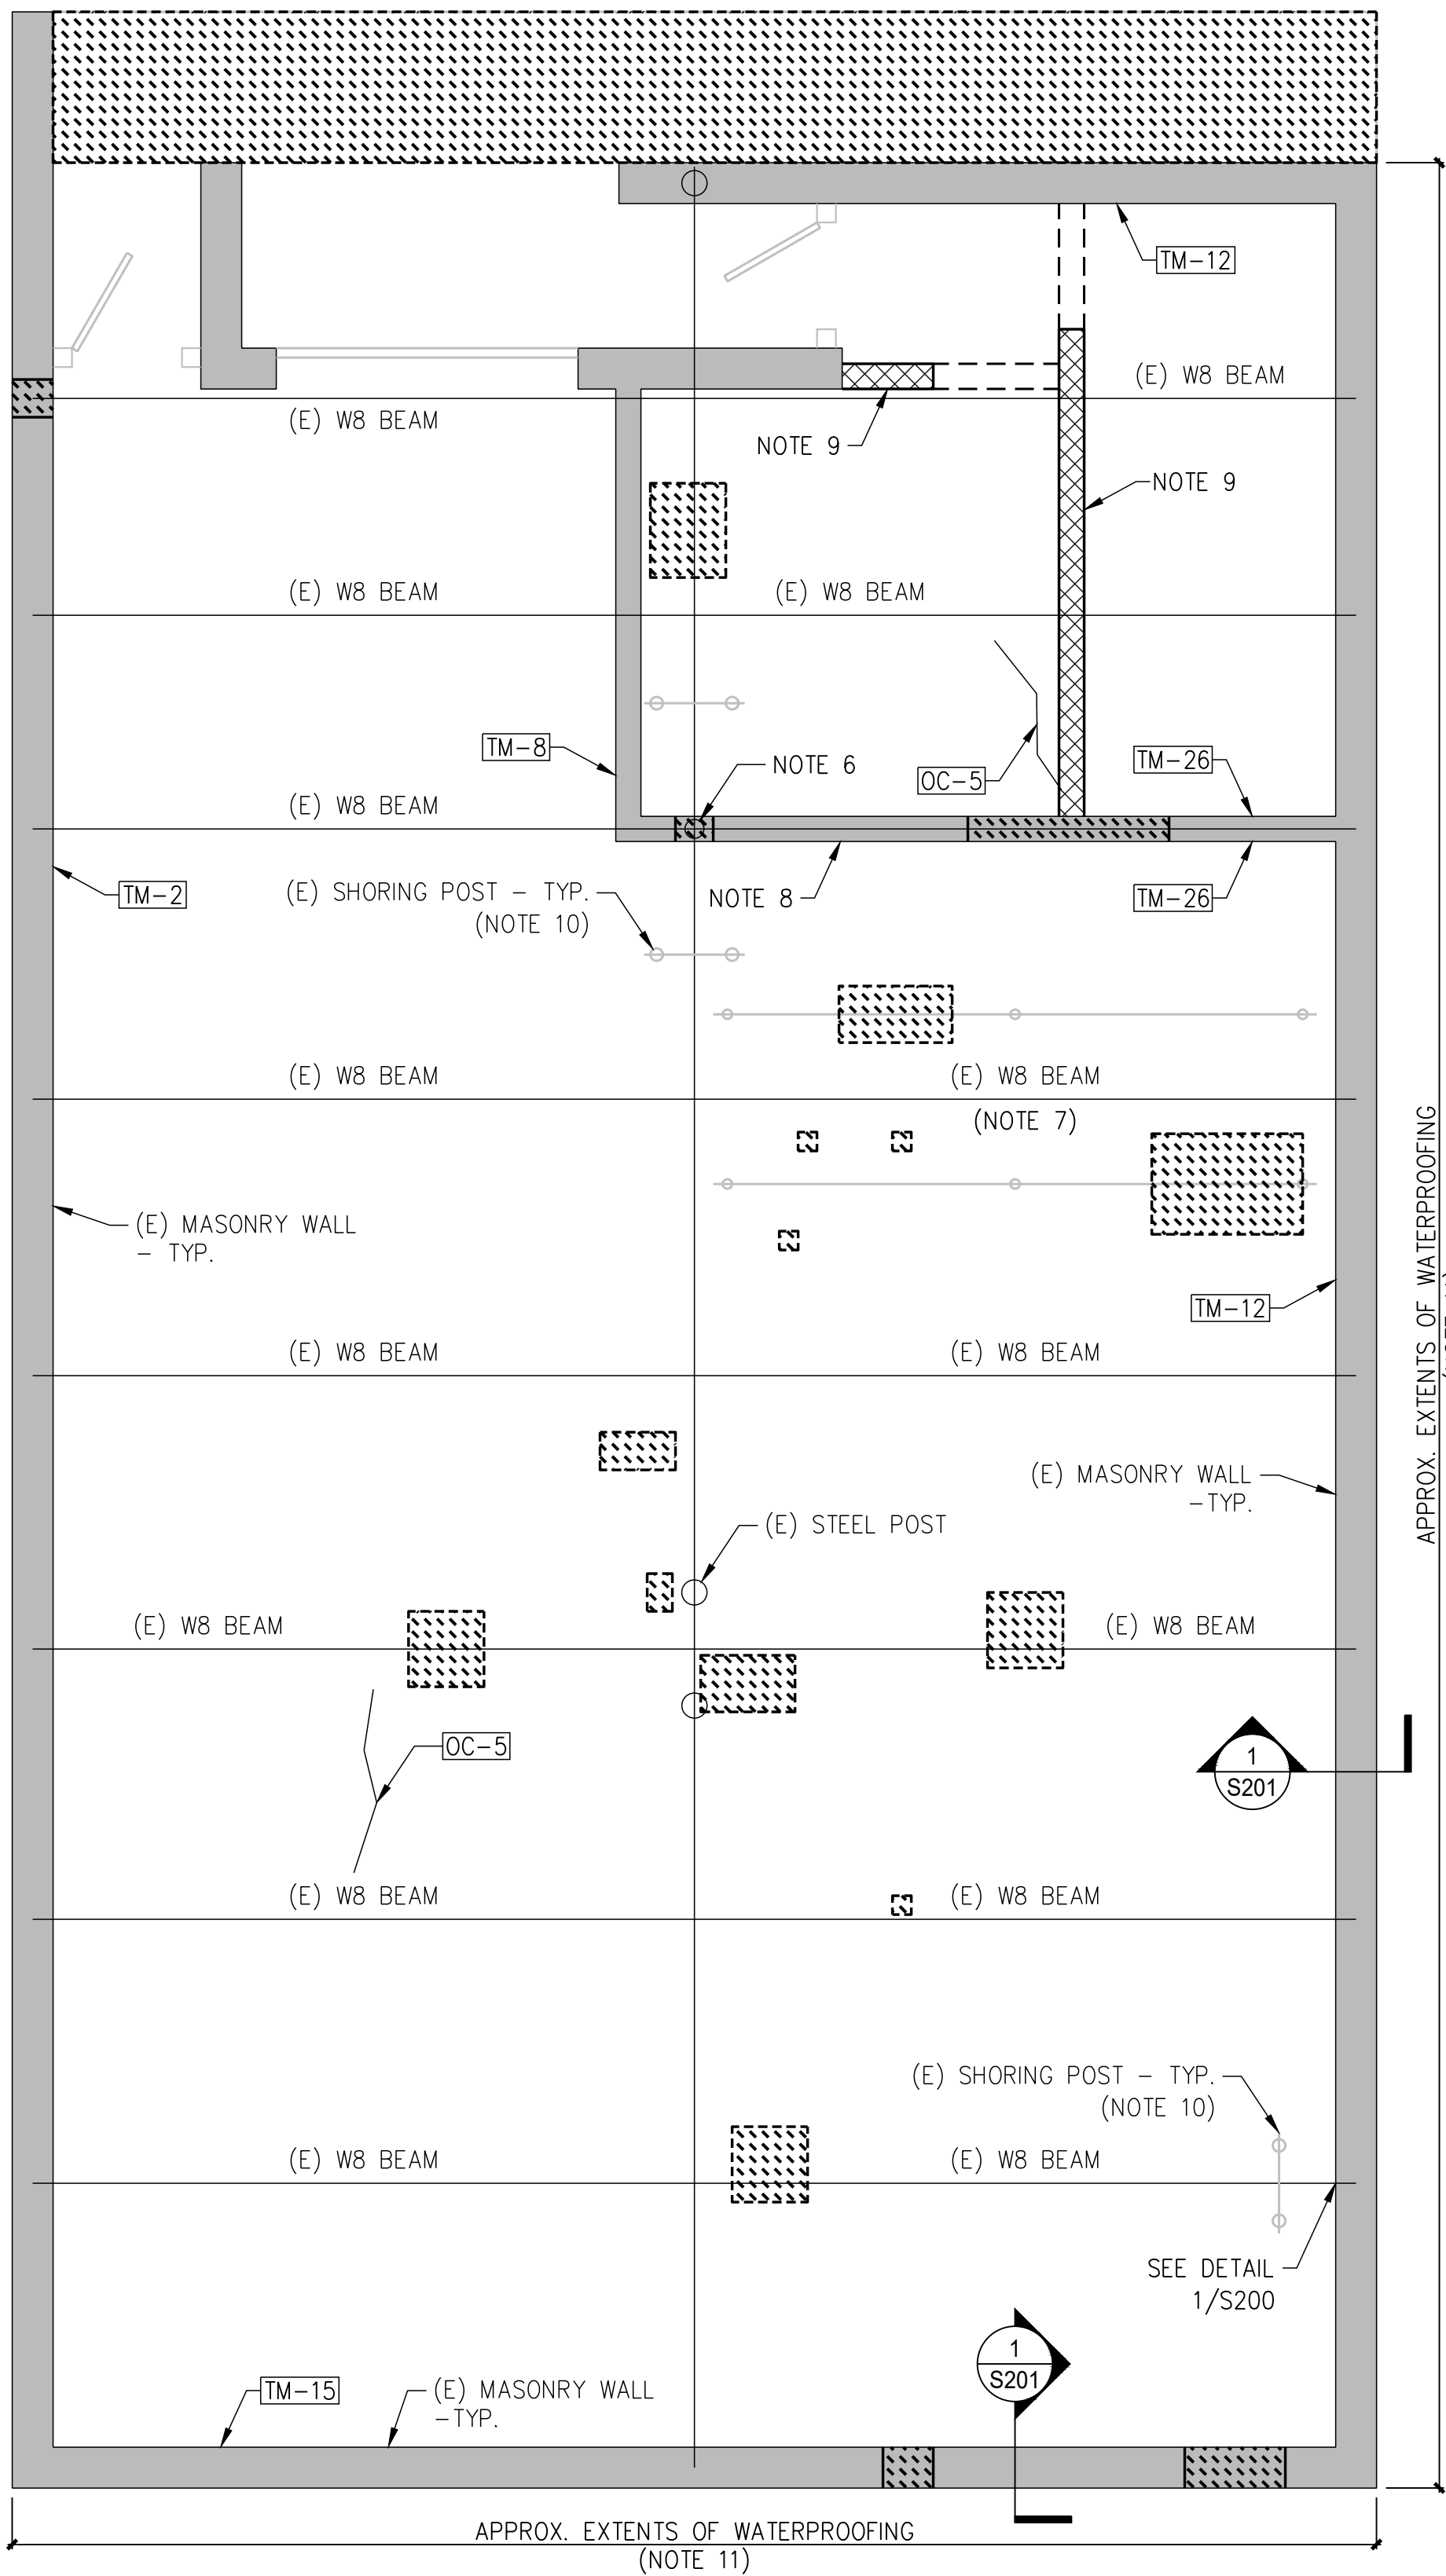 TM-12
(E) W8 BEAM
(E) W8 BEAM
NOTE 9
NOTE 9
(E) W8 BEAM
(E) W8 BEAM
TM-8
NOTE 6
OC-5
TM-26
(E) W8 BEAM
TM-2
(E) SHORING POST - TYP.
(NOTE 10)
NOTE 8
TM-26
(E) W8 BEAM
(E) W8 BEAM
(NOTE 7)
(E) MASONRY WALL
- TYP.
TM-12
APPROX. EXTENTS OF WATERPROOFING
(E) W8 BEAM
(E) W8 BEAM
(E) MASONRY WALL
-TYP.
(E) STEEL POST
(E) W8 BEAM
(E) W8 BEAM
OC-5
1
S201
(E) W8 BEAM
(E) W8 BEAM
(E) SHORING POST - TYP.
(NOTE 10)
(E) W8 BEAM
(E) W8 BEAM
SEE DETAIL
1/S200
1
S201
TM-15
(E) MASONRY WALL
-TYP.
APPROX. EXTENTS OF WATERPROOFING
(NOTE 11)